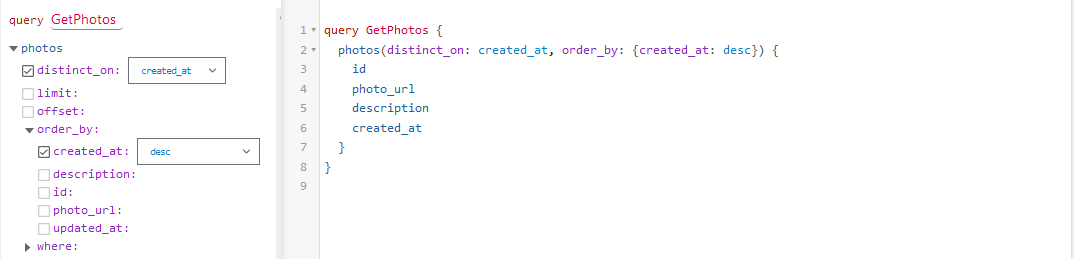 query GetPhotos
photos
distinct_on: created_at
limit:
offset:
order_by:
created_at: desc
description:
id:
photo_url:
updated_at:
where:
1 query GetPhotos {
2 photos(distinct_on: created_at, order_by: {created_at: desc}) {
3 id
4 photo_url
5 description
6 created_at
7 }
8 }
9